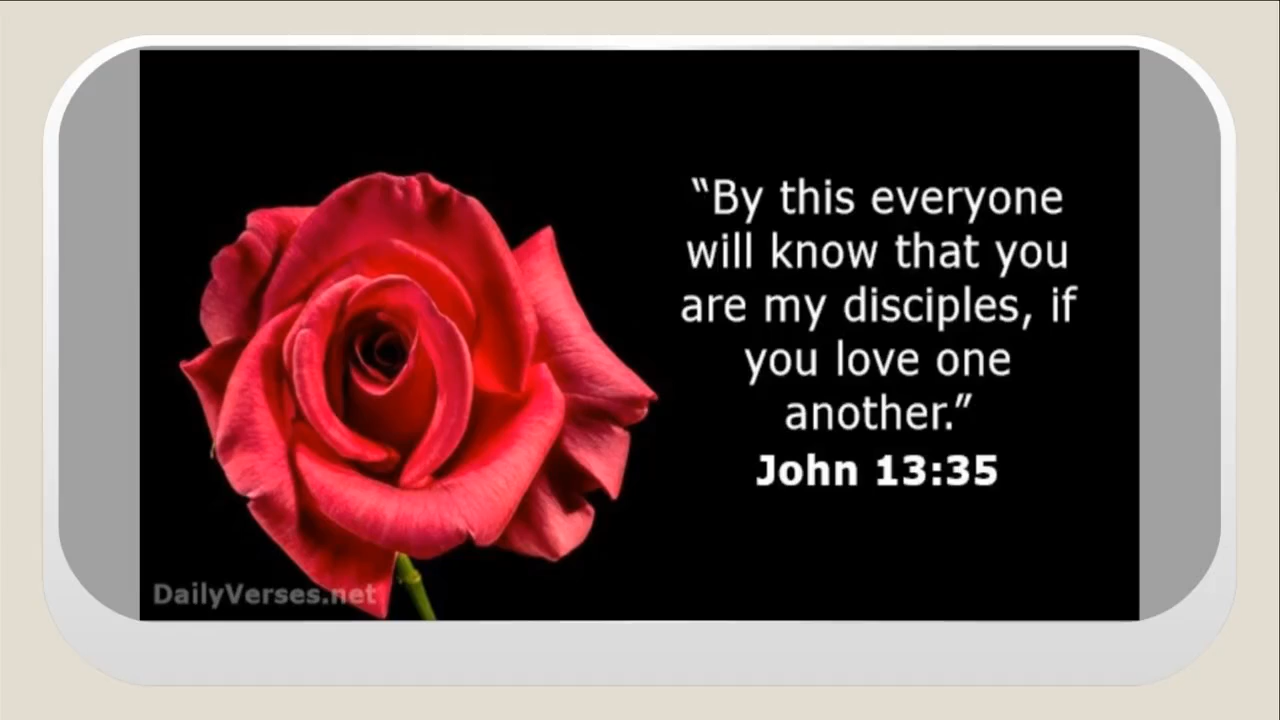 “By this everyone
will know that you
are my disciples, if
you love one
another.”
John 13:35
DailyVerses.net